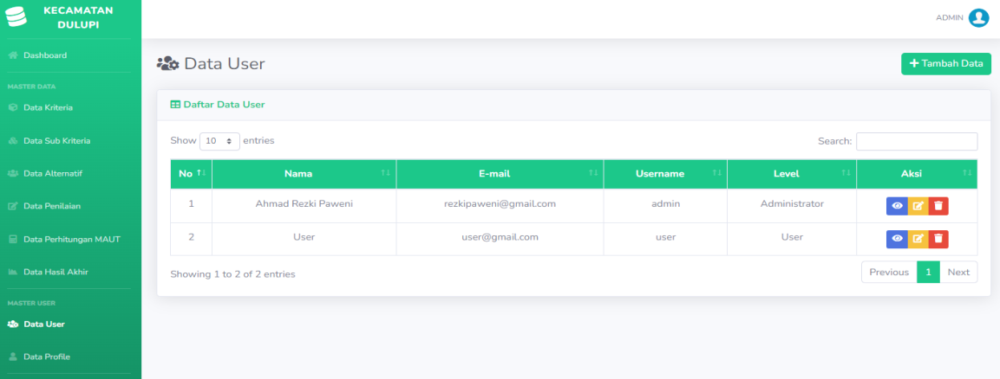 KECAMATAN
DULUPI
ADMIN
Dashboard
MASTER DATA
Data Kriteria
Data Sub Kriteria
Data Alternatif
Data Penilaian
Data Perhitungan MAUT
Data Hasil Akhir
MASTER USER
Data User
Data Profile
Data User
+ Tambah Data
Daftar Data User
Show 10 entries
Search:
No Nama E-mail Username Level Aksi
1 Ahmad Rezki Paweni rezkipaweni@gmail.com admin Administrator
2 User user@gmail.com user User
Showing 1 to 2 of 2 entries
Previous 1 Next